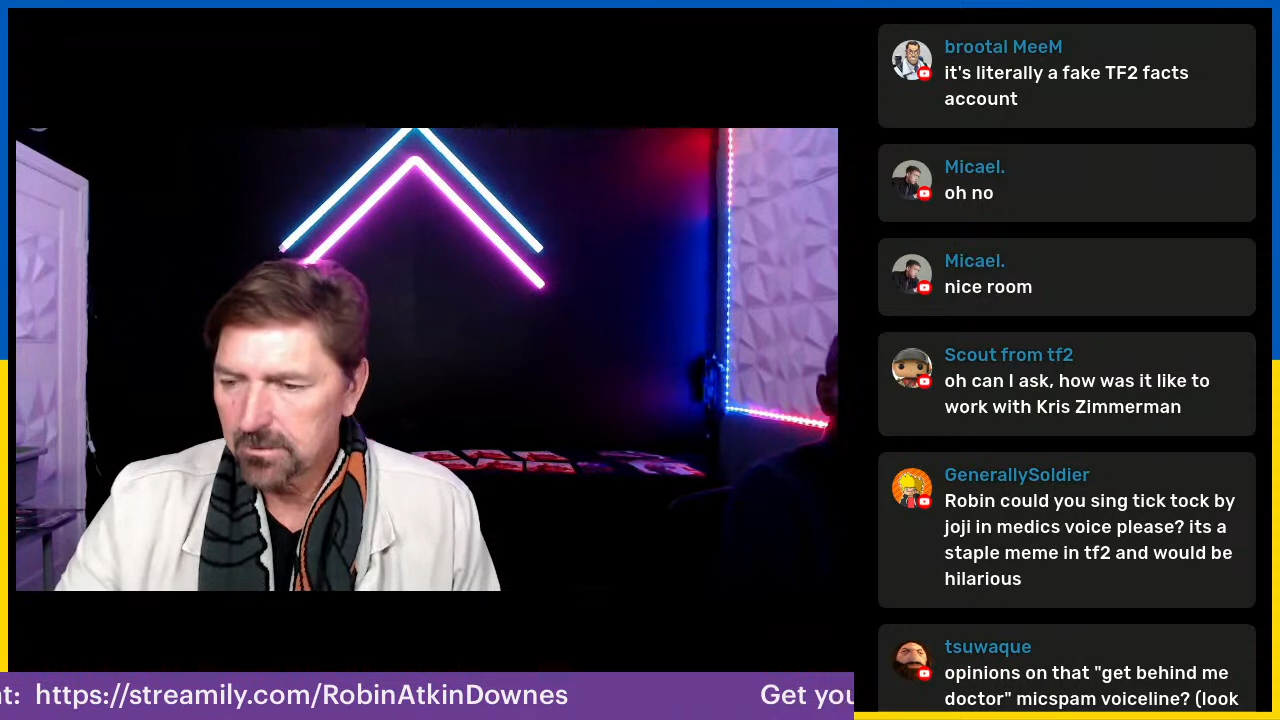 brootal MeeM
it's literally a fake TF2 facts
account
Micael.
oh no
Micael.
nice room
Scout from tf2
oh can I ask, how was it like to
work with Kris Zimmerman
GenerallySoldier
Robin could you sing tick tock by
joji in medics voice please? its a
staple meme in tf2 and would be
hilarious
tsuwaque
opinions on that "get behind me
doctor" micspam voiceline? (look
t: https://streamily.com/RobinAtkinDownes
Get you